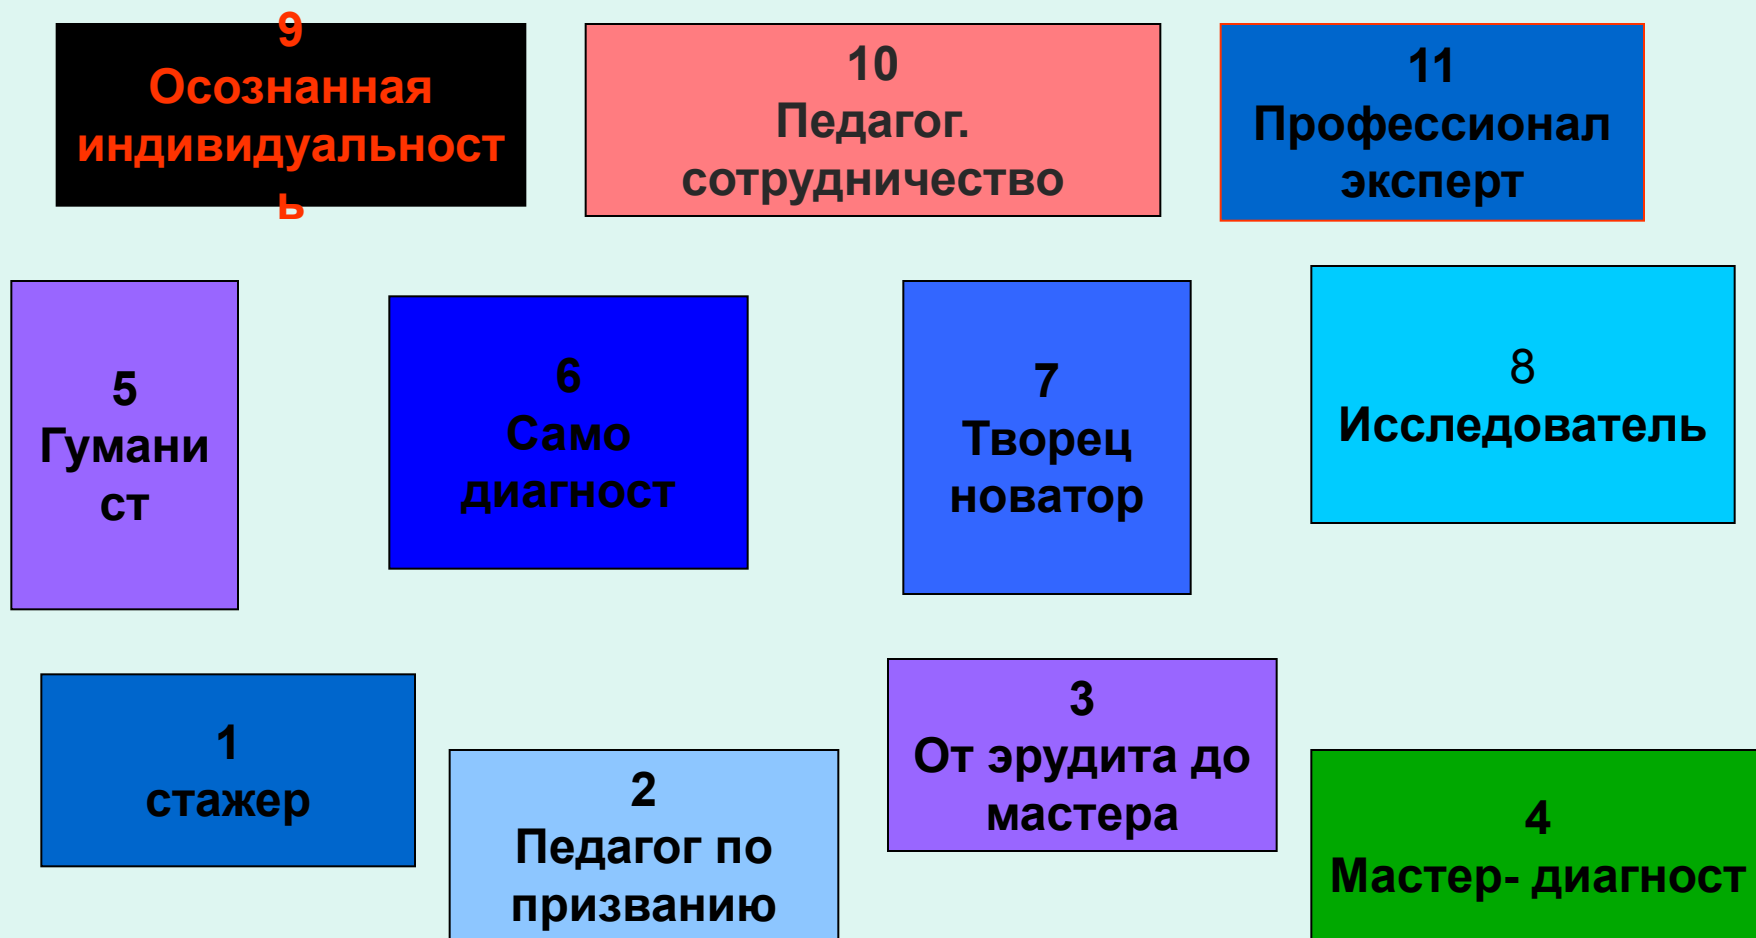 9
Осознанная
индивидуальност
ь
10
Педагог.
сотрудничество
11
Профессионал
эксперт
5
Гумани
ст
6
Само
диагност
7
Творец
новатор
8
Исследователь
1
стажер
2
Педагог по
призванию
3
От эрудита до
мастера
4
Мастер- диагност